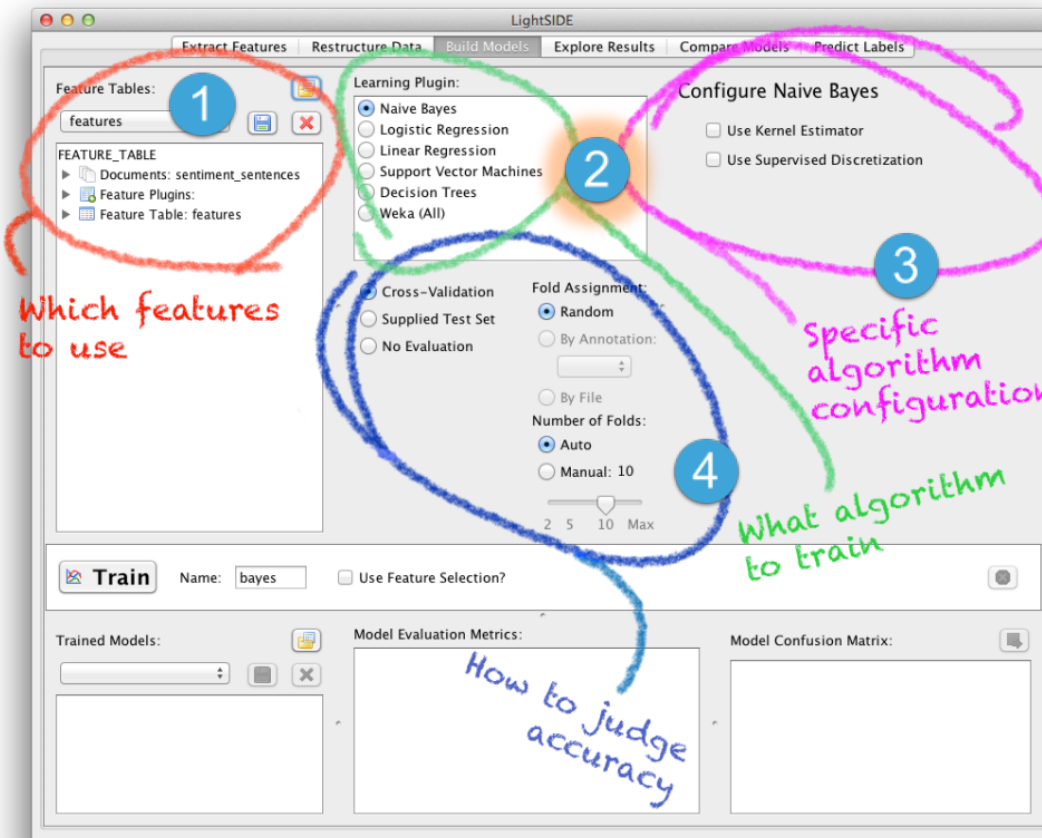 LightSIDE
Extract Features Restructure Data Build Models Explore Results Compare Models Predict Labels
Feature Tables:
1
features
FEATURE_TABLE
Documents: sentiment_sentences
Feature Plugins:
Feature Table: features
Which features
to use
Learning Plugin:
Naive Bayes
Logistic Regression
Linear Regression
Support Vector Machines
Decision Trees
Weka (All)
2
Configure Naive Bayes
Use Kernel Estimator
Use Supervised Discretization
3
Specific
algorithm
configuration
Cross-Validation
Supplied Test Set
No Evaluation
Fold Assignment:
Random
By Annotation:
By File
Number of Folds:
Auto
Manual: 10
2 5 10 Max
4
What algorithm
to train
Train Name: bayes Use Feature Selection?
Trained Models:
Model Evaluation Metrics:
How to judge
accuracy
Model Confusion Matrix: